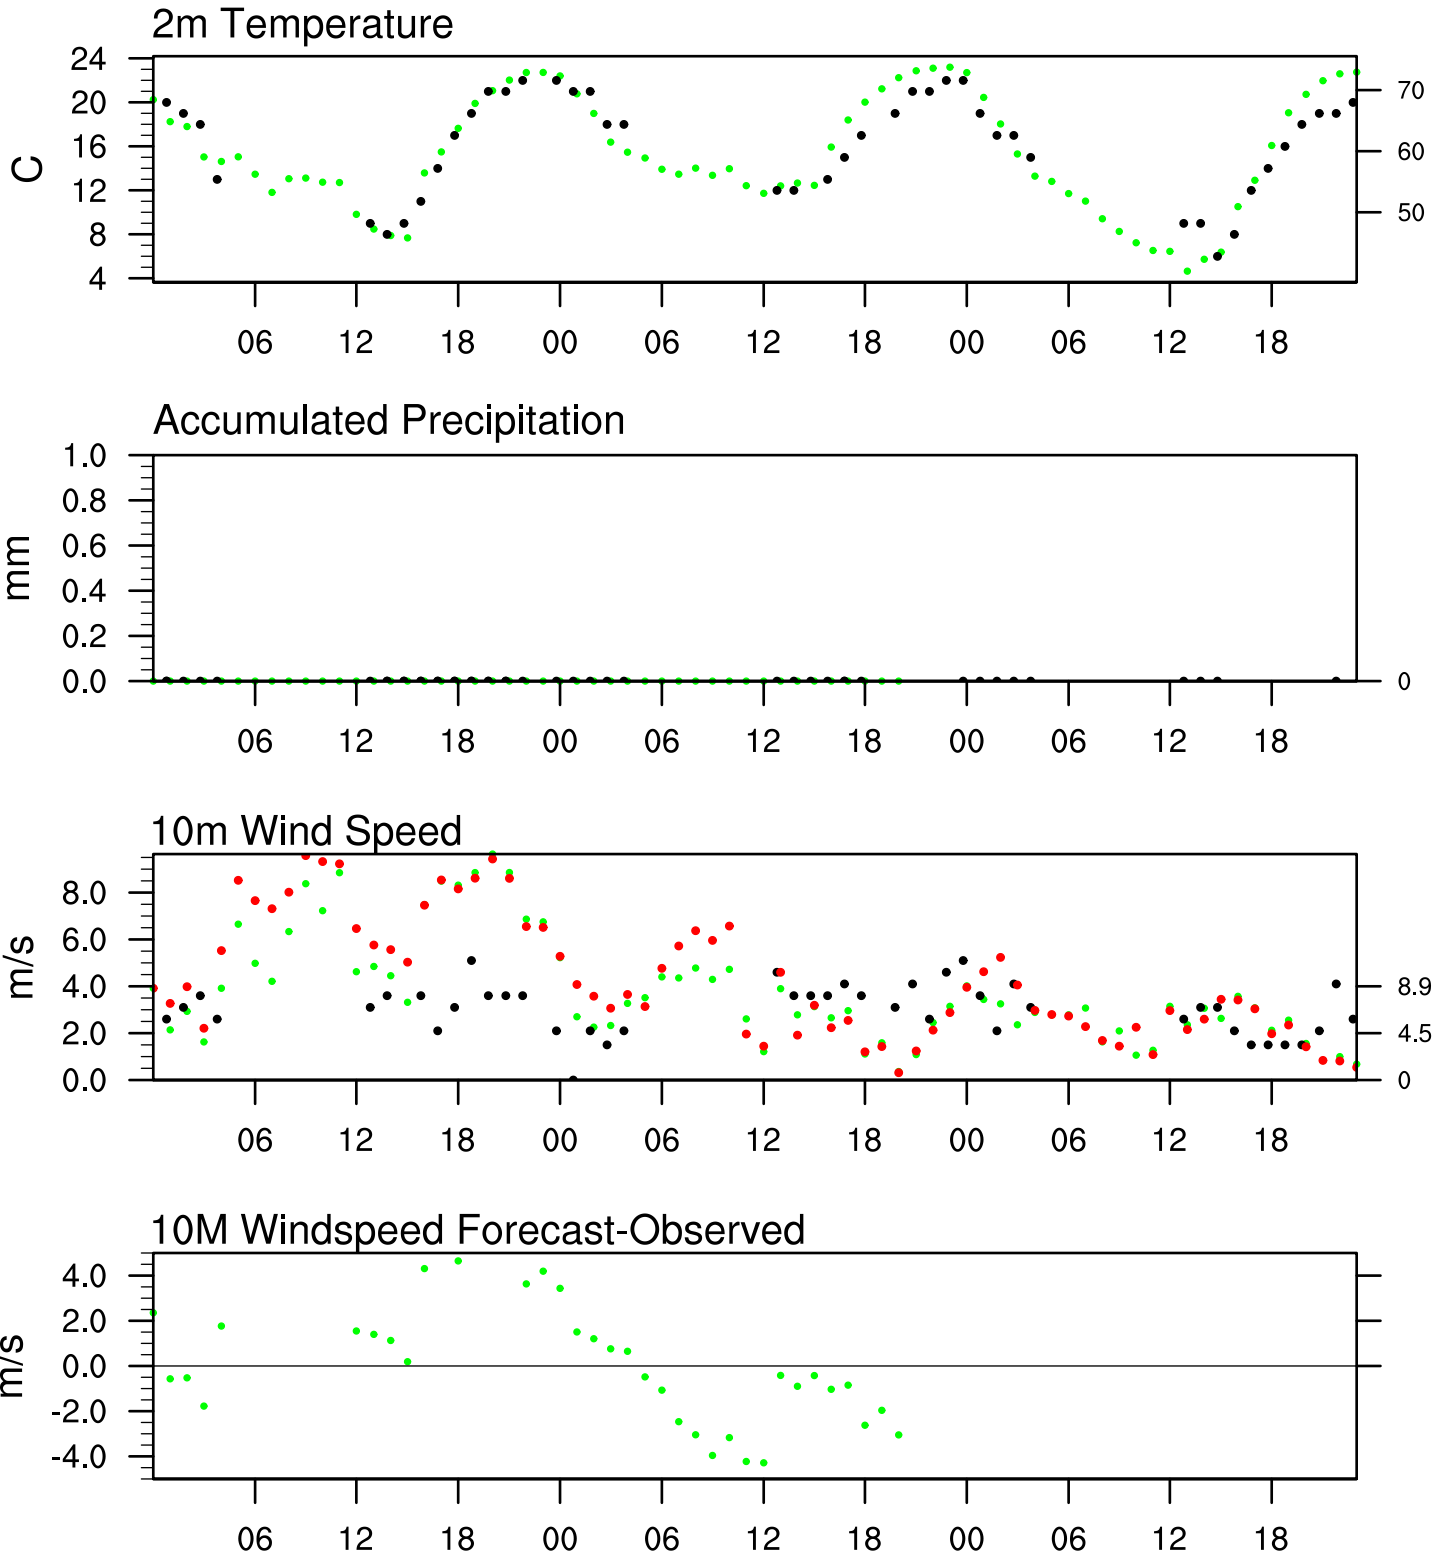 2m Temperature
24
20
16
12
8
4
C
70
60
50
06 12 18 00 06 12 18 00 06 12 18
Accumulated Precipitation
1.0
0.8
0.6
0.4
0.2
0.0
mm
0
06 12 18 00 06 12 18 00 06 12 18
10m Wind Speed
8.0
6.0
4.0
2.0
0.0
m/s
8.9
4.5
0
06 12 18 00 06 12 18 00 06 12 18
10M Windspeed Forecast-Observed
4.0
2.0
0.0
-2.0
-4.0
m/s
06 12 18 00 06 12 18 00 06 12 18